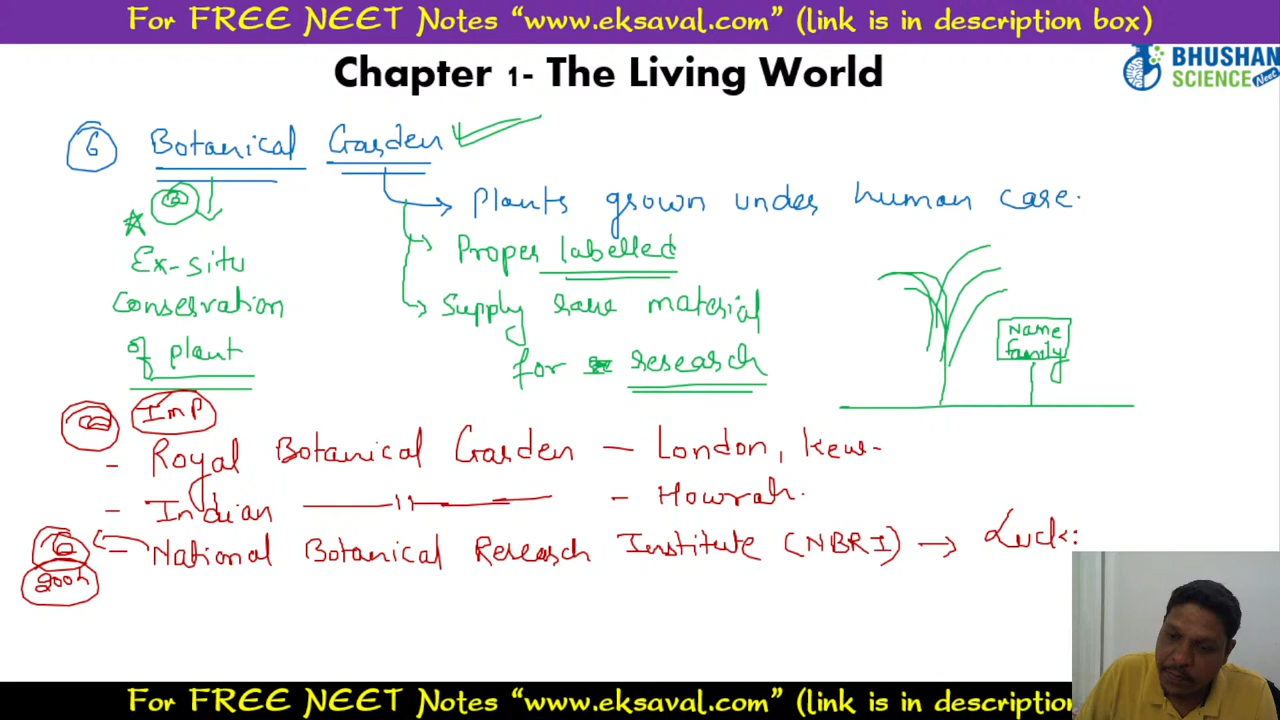 For FREE NEET Notes “www.eksaval.com” (link is in description box)
Chapter 1- The Living World
BHUSHAN
SCIENCE Neet
6 Botanical Garden
Plants grown under human care.
Ex-situ
Proper labelled
conservation
Supply raw material
of plant
for research
Name
family
Imp
- Royal Botanical Garden - London, Kew.
- Indian —— 11 —— - Howrah.
- National Botanical Research Institute (NBRI) → Luck
For FREE NEET Notes “www.eksaval.com” (link is in description